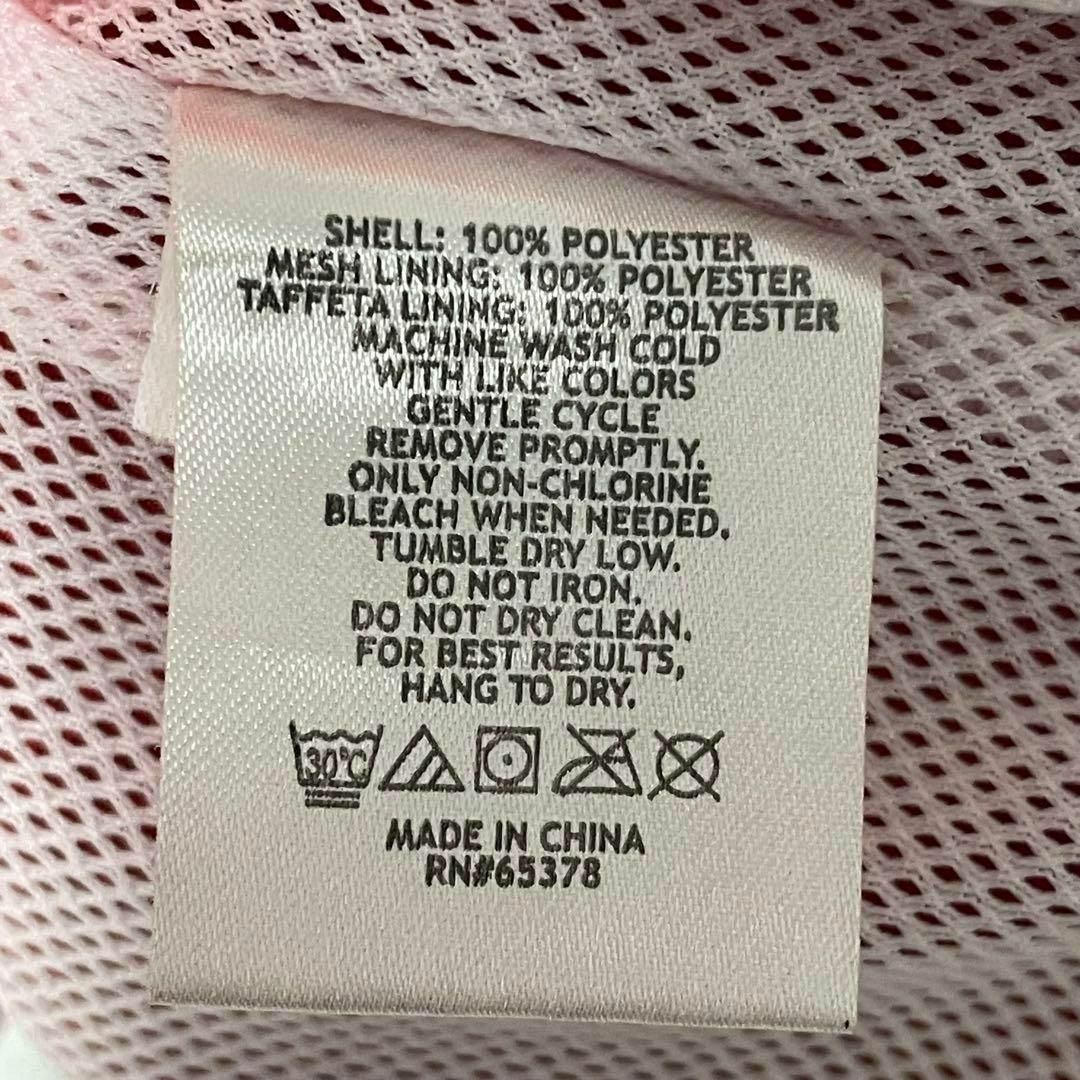 SHELL: 100% POLYESTER
MESH LINING: 100% POLYESTER
TAFFETA LINING: 100% POLYESTER
MACHINE WASH COLD
WITH LIKE COLORS
GENTLE CYCLE
REMOVE PROMPTLY.
ONLY NON-CHLORINE
BLEACH WHEN NEEDED.
TUMBLE DRY LOW.
DO NOT IRON.
DO NOT DRY CLEAN.
FOR BEST RESULTS,
HANG TO DRY.
30°C
MADE IN CHINA
RN#65378